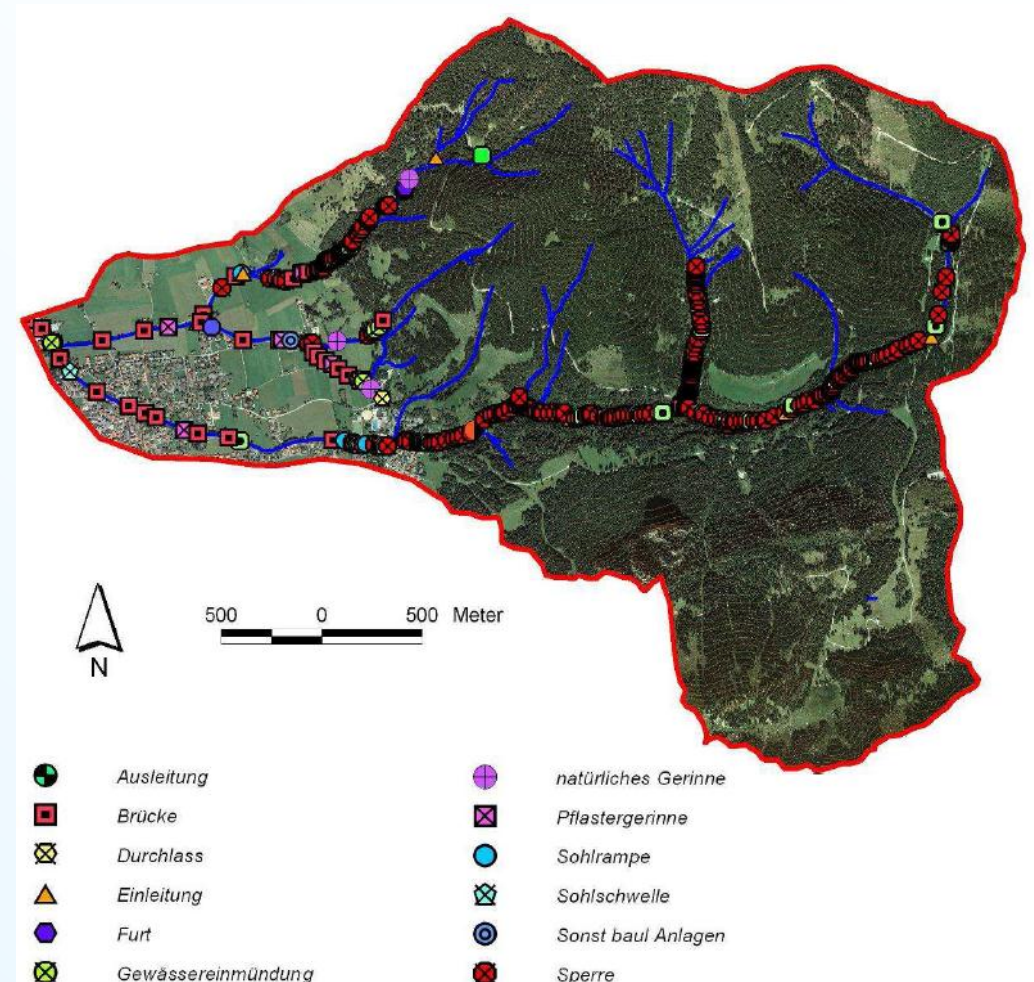 500 0 500 Meter
N
Ausleitung
Brücke
Durchlass
Einleitung
Furt
Gewässereinmündung
natürliches Gerinne
Pflastergerinne
Sohlrampe
Sohlschwelle
Sonst baul Anlagen
Sperre